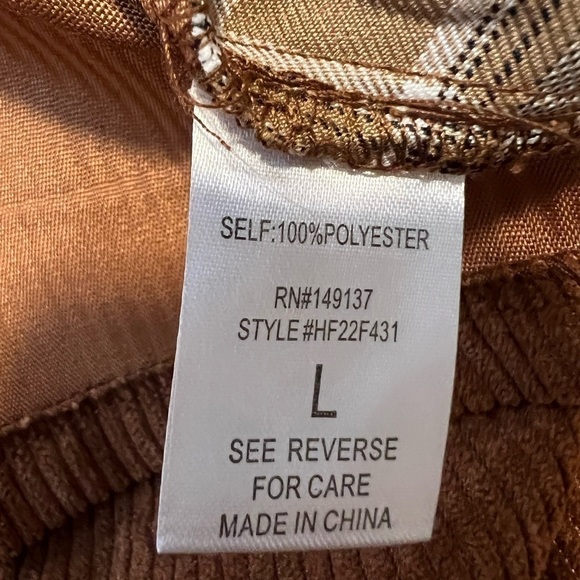 SELF:100%POLYESTER
RN#149137
STYLE #HF22F431
L
SEE REVERSE
FOR CARE
MADE IN CHINA